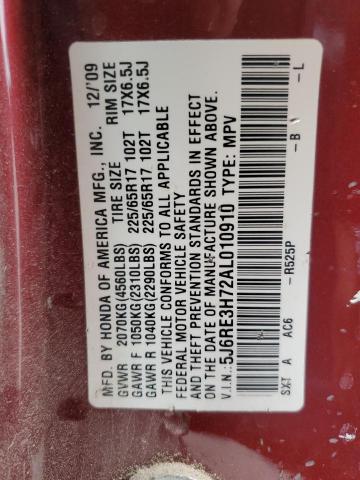 MFD. BY HONDA OF AMERICA MFG., INC. 12/'09
GVWR 2070KG(4560LBS) TIRE SIZE RIM SIZE
GAWR F 1050KG(2310LBS) 225/65R17 102T 17X6.5J
GAWR R 1040KG(2290LBS) 225/65R17 102T 17X6.5J
THIS VEHICLE CONFORMS TO ALL APPLICABLE
FEDERAL MOTOR VEHICLE SAFETY
AND THEFT PREVENTION STANDARDS IN EFFECT
ON THE DATE OF MANUFACTURE SHOWN ABOVE.
V.I.N.: 5J6RE3H72AL010910 TYPE: MPV
SXT A AC6 -B -L
-R525P